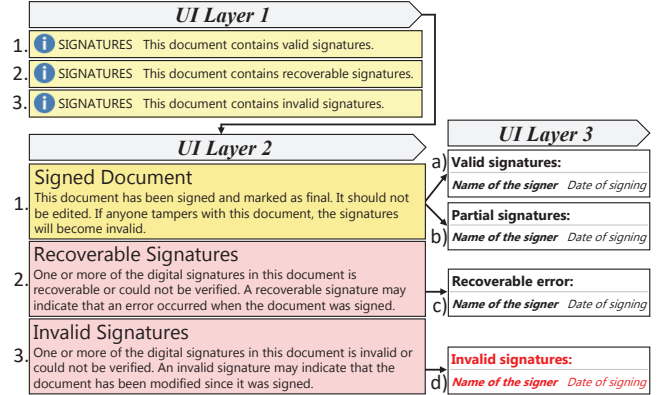 UI Layer 1
1. i SIGNATURES This document contains valid signatures.
2. i SIGNATURES This document contains recoverable signatures.
3. i SIGNATURES This document contains invalid signatures.
UI Layer 2
1. Signed Document
This document has been signed and marked as final. It should not
be edited. If anyone tampers with this document, the signatures
will become invalid.
2. Recoverable Signatures
One or more of the digital signatures in this document is
recoverable or could not be verified. A recoverable signature may
indicate that an error occurred when the document was signed.
3. Invalid Signatures
One or more of the digital signatures in this document is invalid or
could not be verified. An invalid signature may indicate that the
document has been modified since it was signed.
UI Layer 3
a) Valid signatures:
Name of the signer Date of signing
b) Partial signatures:
Name of the signer Date of signing
c) Recoverable error:
Name of the signer Date of signing
d) Invalid signatures:
Name of the signer Date of signing